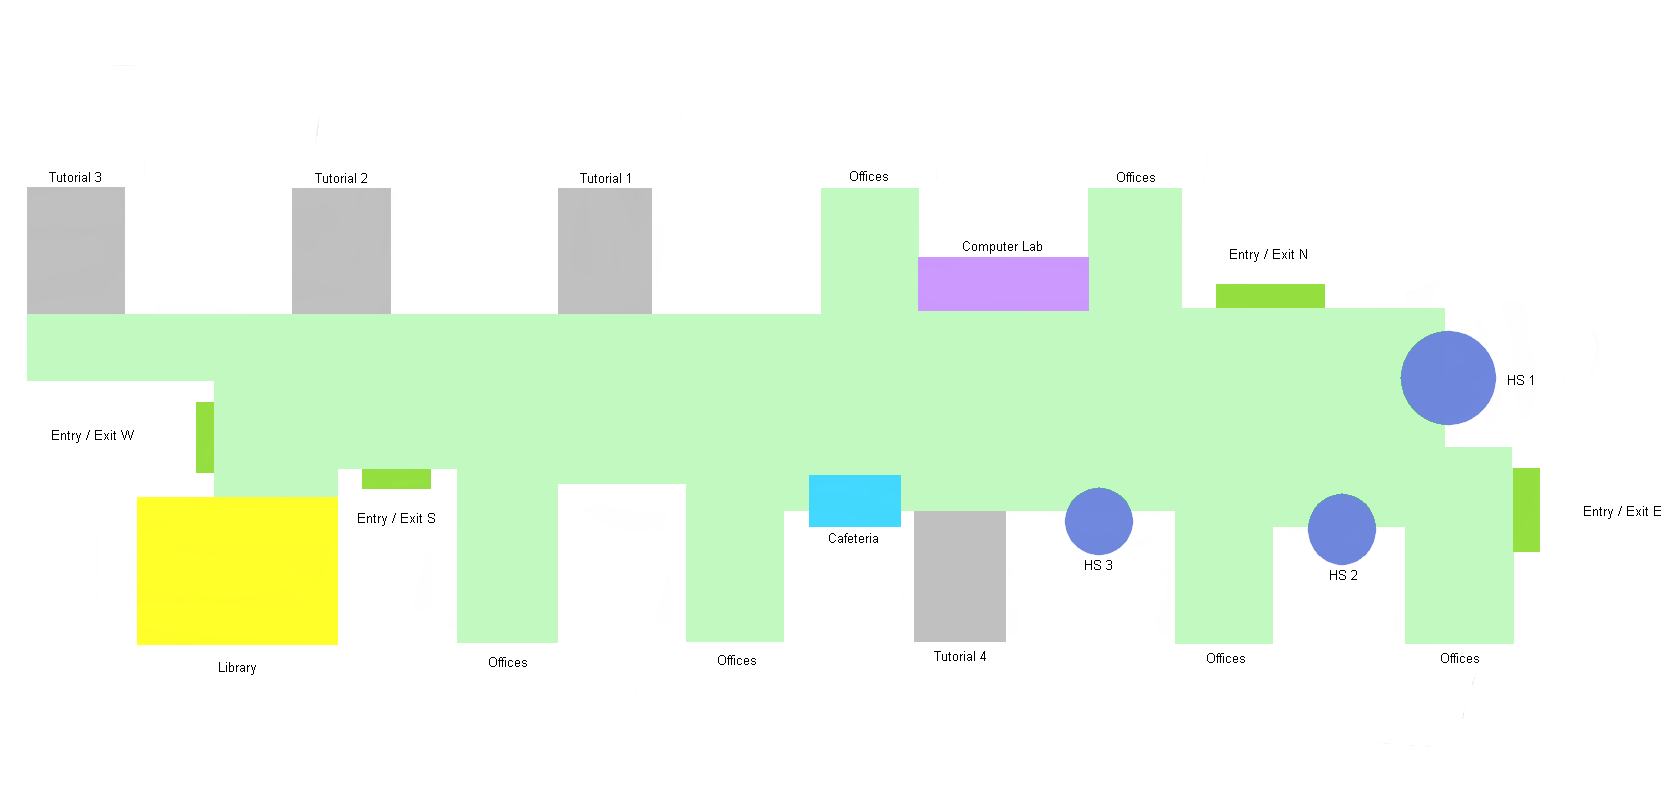 Tutorial 3
Tutorial 2
Tutorial 1
Offices
Offices
Computer Lab
Entry / Exit N
HS 1
Entry / Exit W
Entry / Exit S
Cafeteria
Entry / Exit E
HS 3
HS 2
Library
Offices
Offices
Tutorial 4
Offices
Offices